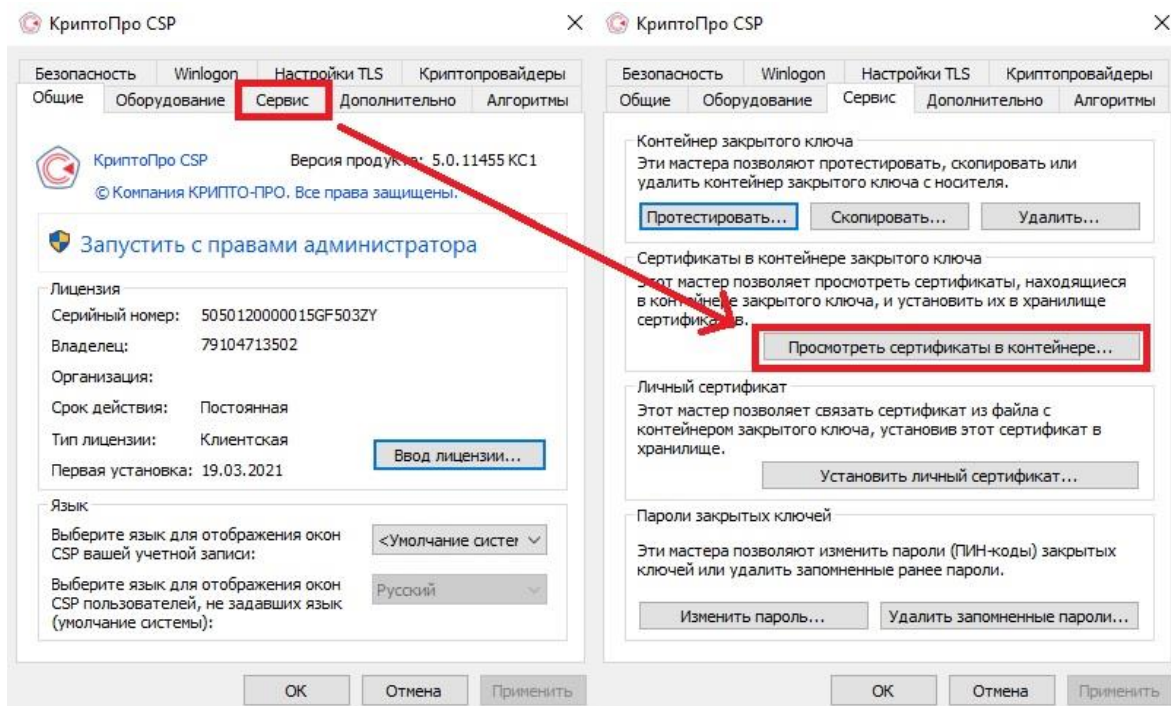 КриптоПро CSP
Безопасность Winlogon Настройки TLS Криптопровайдеры
Общие Оборудование Сервис Дополнительно Алгоритмы
КриптоПро CSP Версия продукта: 5.0.11455 КС1
© Компания КРИПТО-ПРО. Все права защищены.
Запустить с правами администратора
Лицензия
Серийный номер: 5050120000015GF503ZY
Владелец: 79104713502
Организация:
Срок действия: Постоянная
Тип лицензии: Клиентская
Ввод лицензии...
Первая установка: 19.03.2021
Язык
Выберите язык для отображения окон
CSP вашей учетной записи:
<Умолчание систег
Выберите язык для отображения окон
CSP пользователей, не задавших язык
(умолчание системы):
Русский
ОК Отмена Применить
КриптоПро CSP
Безопасность Winlogon Настройки TLS Криптопровайдеры
Общие Оборудование Сервис Дополнительно Алгоритмы
Контейнер закрытого ключа
Эти мастера позволяют протестировать, скопировать или
удалить контейнер закрытого ключа с носителя.
Протестировать... Скопировать... Удалить...
Сертификаты в контейнере закрытого ключа
Этот мастер позволяет просмотреть сертификаты, находящиеся
в контейнере закрытого ключа, и установить их в хранилище
сертификатов.
Просмотреть сертификаты в контейнере...
Личный сертификат
Этот мастер позволяет связать сертификат из файла с
контейнером закрытого ключа, установив этот сертификат в
хранилище.
Установить личный сертификат...
Пароли закрытых ключей
Эти мастера позволяют изменить пароли (ПИН-коды) закрытых
ключей или удалить запомненные ранее пароли.
Изменить пароль... Удалить запомненные пароли...
ОК Отмена Применить